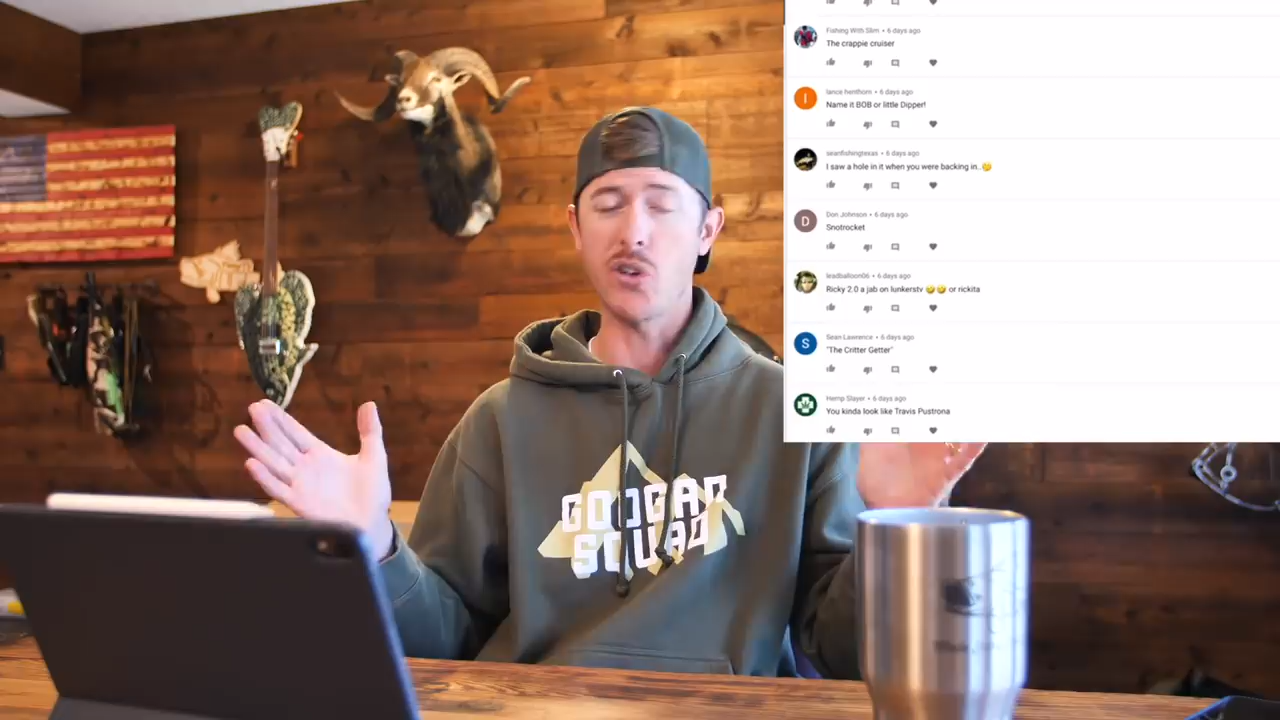 Fishing With Slim • 6 days ago
The crappie cruiser
lance henthorn • 6 days ago
Name it BOB or little Dipper!
seanfishingtexas • 6 days ago
I saw a hole in it when you were backing in..🤔
Don Johnson • 6 days ago
Snotrocket
leadballoon06 • 6 days ago
Ricky 2.0 a jab on lunkerstv 🤣🤣 or rickita
Sean Lawrence • 6 days ago
"The Critter Getter"
Hemp Slayer • 6 days ago
You kinda look like Travis Pustrona
I
D
S
GOOGAN
SQUAD